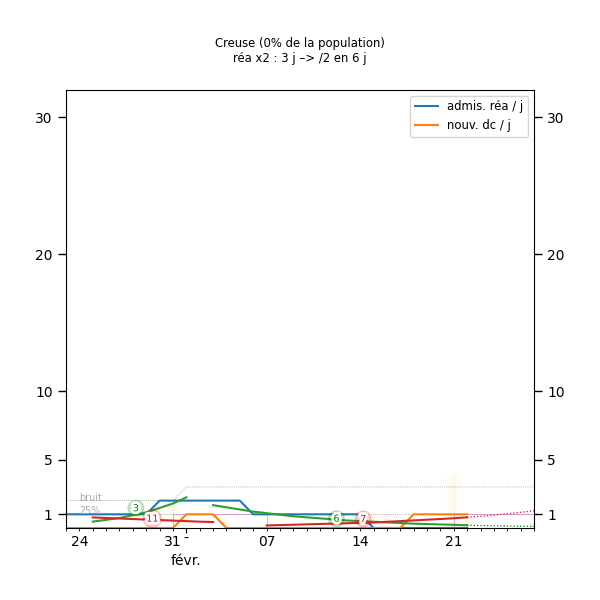 Creuse (0% de la population)
réa x2 : 3 j –> /2 en 6 j
admis. réa / j
nouv. dc / j
30 30
20 20
10 10
5 5
bruit
25%
3
11
6
7
1 1
24 31 - 07 14 21
févr.